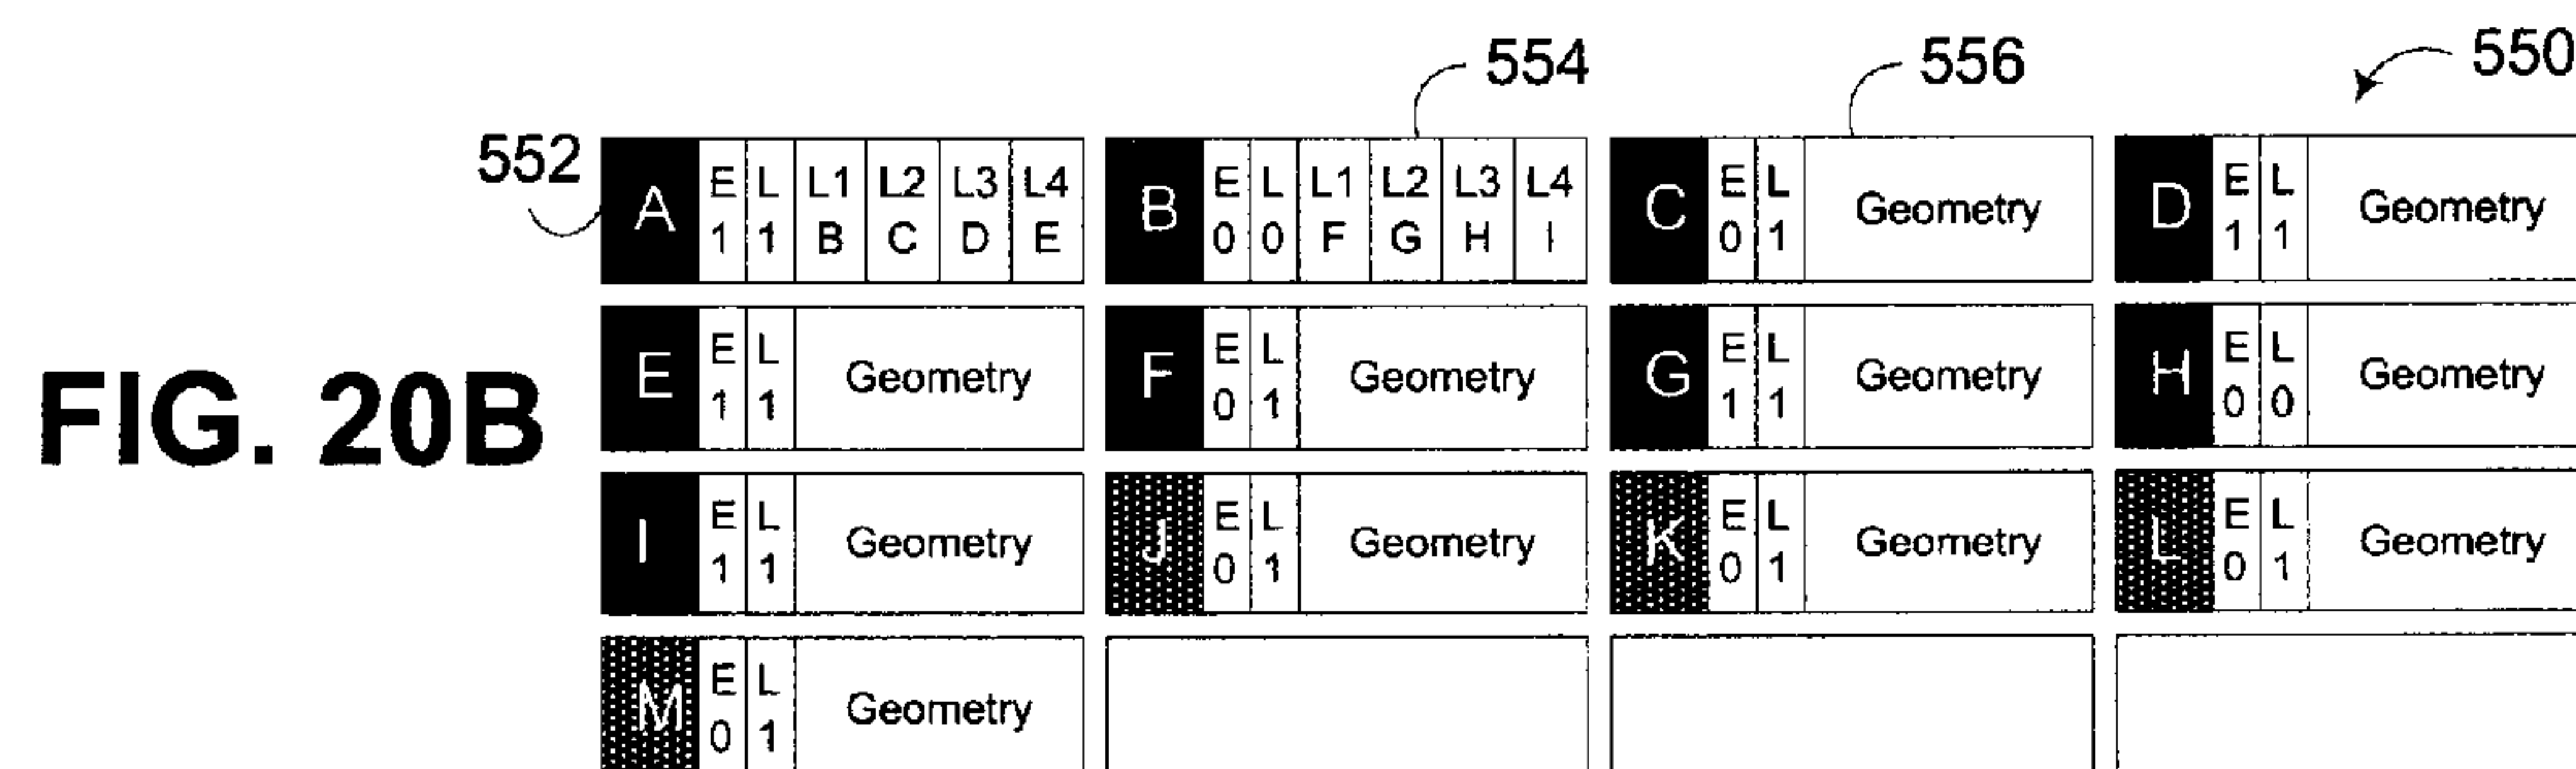 554 556 550
552
A E L L1 L2 L3 L4 B E L L1 L2 L3 L4 C E L Geometry D E L Geometry
1 1 B C D E 0 0 F G H I 0 1 1 1
FIG. 20B
E E L Geometry F E L Geometry G E L Geometry H E L Geometry
1 1 0 1 1 1 0 0
I E L Geometry J E L Geometry K E L Geometry L E L Geometry
1 1 0 1 0 1 0 1
M E L Geometry
0 1